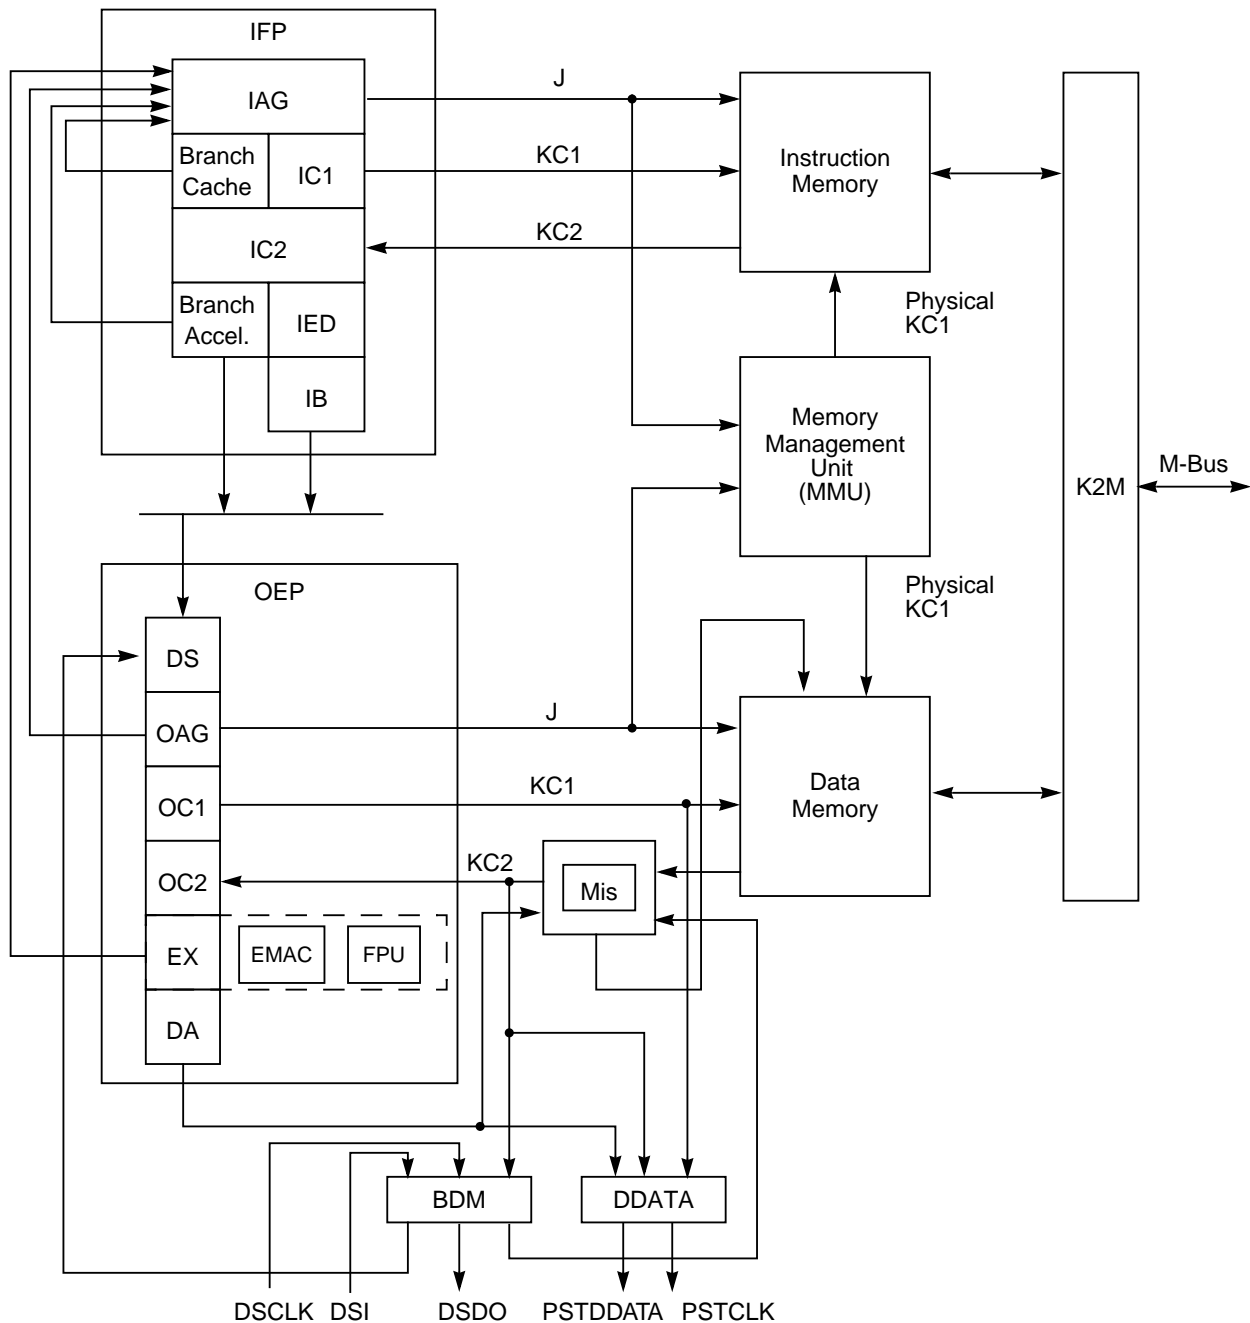 IFP
IAG
J
Branch
Cache
IC1
KC1
Instruction
Memory
IC2
KC2
Branch
Accel.
IED
IB
Physical
KC1
Memory
Management
Unit
(MMU)
K2M
M-Bus
Physical
KC1
OEP
DS
OAG
J
OC1
KC1
Data
Memory
OC2
KC2
Mis
EX
EMAC
FPU
DA
BDM
DDATA
DSCLK
DSI
DSDO
PSTDDATA
PSTCLK